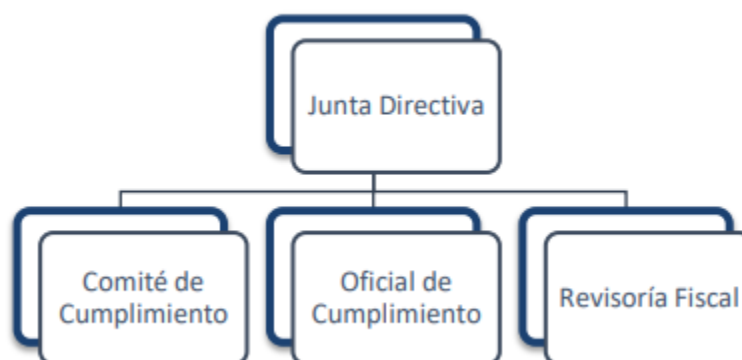 Junta Directiva
Comité de
Cumplimiento
Oficial de
Cumplimiento
Revisoría Fiscal